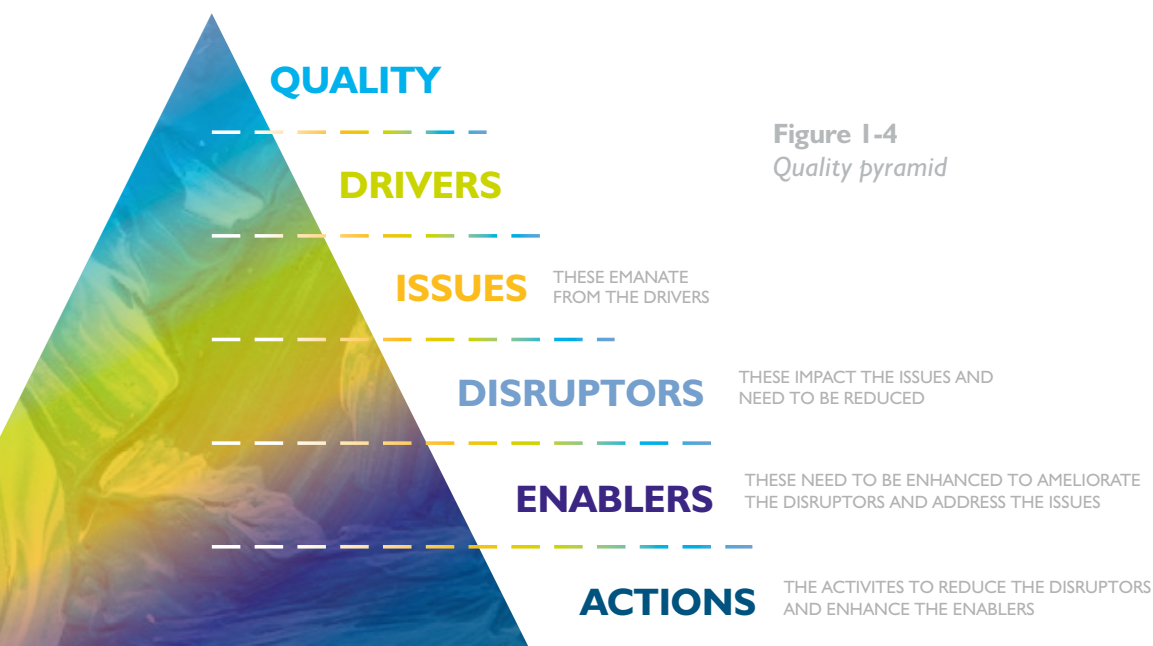 QUALITY
Figure 1-4
Quality pyramid
DRIVERS
ISSUES
THESE EMANATE
FROM THE DRIVERS
DISRUPTORS
THESE IMPACT THE ISSUES AND
NEED TO BE REDUCED
ENABLERS
THESE NEED TO BE ENHANCED TO AMELIORATE
THE DISRUPTORS AND ADDRESS THE ISSUES
ACTIONS
THE ACTIVITES TO REDUCE THE DISRUPTORS
AND ENHANCE THE ENABLERS